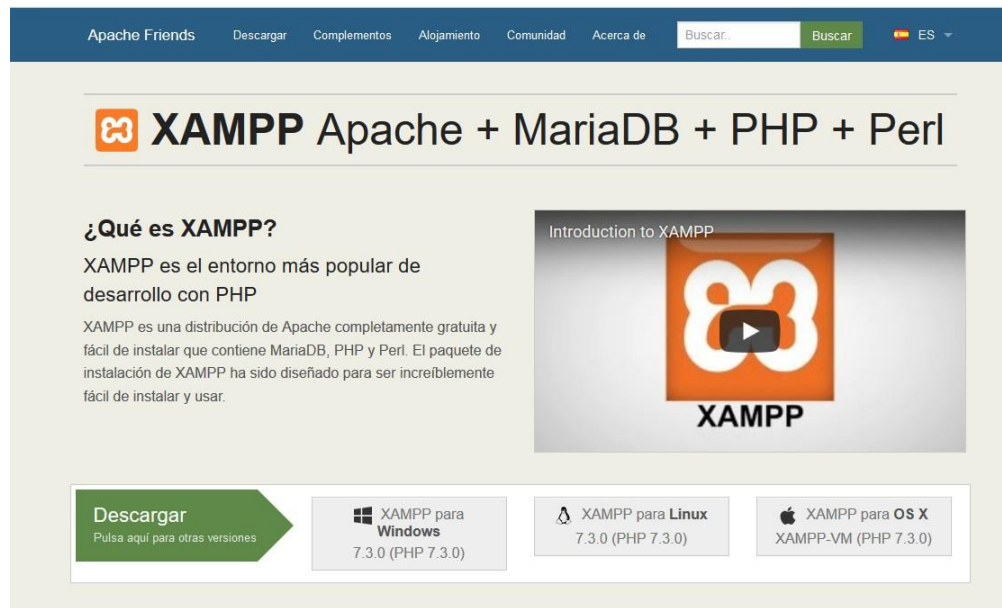 Apache Friends Descargar Complementos Alojamiento Comunidad Acerca de Buscar.. Buscar ES
XAMPP Apache + MariaDB + PHP + Perl
¿Qué es XAMPP?
XAMPP es el entorno más popular de
desarrollo con PHP
XAMPP es una distribución de Apache completamente gratuita y
fácil de instalar que contiene MariaDB, PHP y Perl. El paquete de
instalación de XAMPP ha sido diseñado para ser increíblemente
fácil de instalar y usar.
Introduction to XAMPP
XAMPP
Descargar
Pulsa aquí para otras versiones
XAMPP para
Windows
7.3.0 (PHP 7.3.0)
XAMPP para Linux
7.3.0 (PHP 7.3.0)
XAMPP para OS X
XAMPP-VM (PHP 7.3.0)